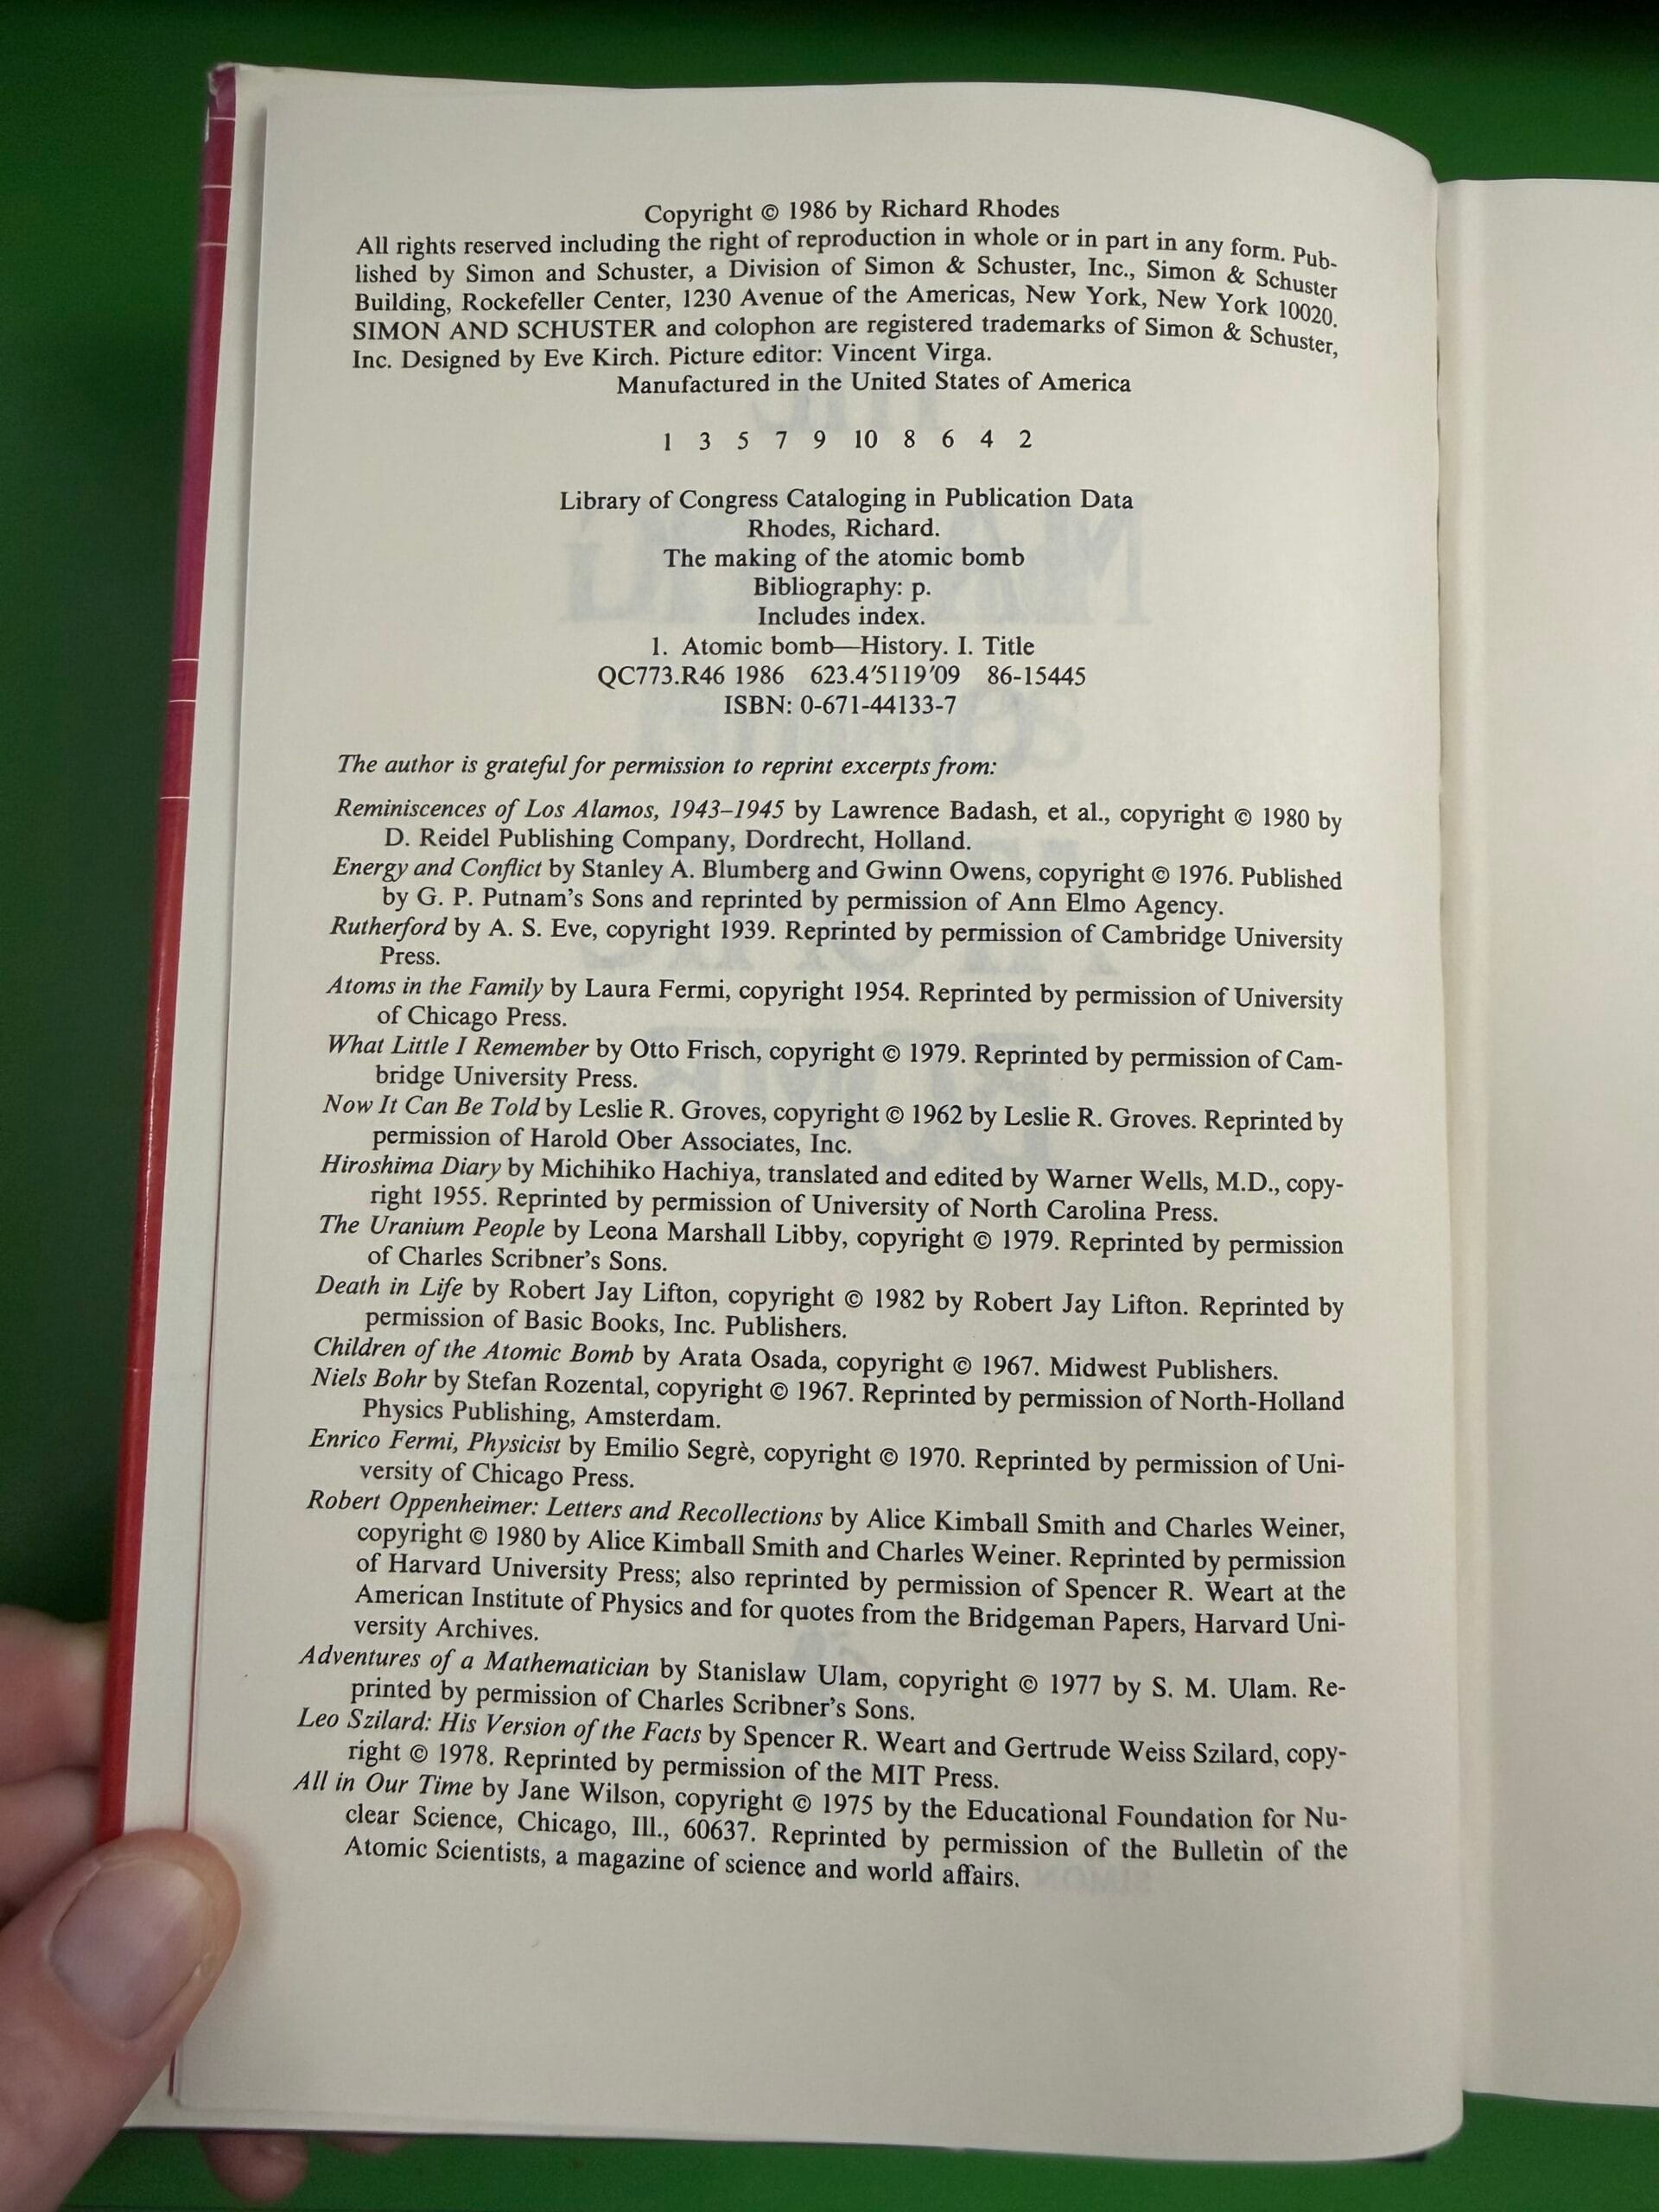 Copyright © 1986 by Richard Rhodes
All rights reserved including the right of reproduction in whole or in part in any form. Pub-
lished by Simon and Schuster, a Division of Simon & Schuster, Inc., Simon & Schuster
Building, Rockefeller Center, 1230 Avenue of the Americas, New York, New York 10020.
SIMON AND SCHUSTER and colophon are registered trademarks of Simon & Schuster,
Inc. Designed by Eve Kirch. Picture editor: Vincent Virga.
Manufactured in the United States of America
1 3 5 7 9 10 8 6 4 2
Library of Congress Cataloging in Publication Data
Rhodes, Richard.
The making of the atomic bomb
Bibliography: p.
Includes index.
1. Atomic bomb—History. I. Title
QC773.R46 1986 623.4′5119′09 86-15445
ISBN: 0-671-44133-7
The author is grateful for permission to reprint excerpts from:
Reminiscences of Los Alamos, 1943–1945 by Lawrence Badash, et al., copyright © 1980 by
D. Reidel Publishing Company, Dordrecht, Holland.
Energy and Conflict by Stanley A. Blumberg and Gwinn Owens, copyright © 1976. Published
by G. P. Putnam's Sons and reprinted by permission of Ann Elmo Agency.
Rutherford by A. S. Eve, copyright 1939. Reprinted by permission of Cambridge University
Press.
Atoms in the Family by Laura Fermi, copyright 1954. Reprinted by permission of University
of Chicago Press.
What Little I Remember by Otto Frisch, copyright © 1979. Reprinted by permission of Cam-
bridge University Press.
Now It Can Be Told by Leslie R. Groves, copyright © 1962 by Leslie R. Groves. Reprinted by
permission of Harold Ober Associates, Inc.
Hiroshima Diary by Michihiko Hachiya, translated and edited by Warner Wells, M.D., copy-
right 1955. Reprinted by permission of University of North Carolina Press.
The Uranium People by Leona Marshall Libby, copyright © 1979. Reprinted by permission
of Charles Scribner's Sons.
Death in Life by Robert Jay Lifton, copyright © 1982 by Robert Jay Lifton. Reprinted by
permission of Basic Books, Inc. Publishers.
Children of the Atomic Bomb by Arata Osada, copyright © 1967. Midwest Publishers.
Niels Bohr by Stefan Rozental, copyright © 1967. Reprinted by permission of North-Holland
Physics Publishing, Amsterdam.
Enrico Fermi, Physicist by Emilio Segrè, copyright © 1970. Reprinted by permission of Uni-
versity of Chicago Press.
Robert Oppenheimer: Letters and Recollections by Alice Kimball Smith and Charles Weiner,
copyright © 1980 by Alice Kimball Smith and Charles Weiner. Reprinted by permission
of Harvard University Press; also reprinted by permission of Spencer R. Weart at the
American Institute of Physics and for quotes from the Bridgeman Papers, Harvard Uni-
versity Archives.
Adventures of a Mathematician by Stanislaw Ulam, copyright © 1977 by S. M. Ulam. Re-
printed by permission of Charles Scribner's Sons.
Leo Szilard: His Version of the Facts by Spencer R. Weart and Gertrude Weiss Szilard, copy-
right © 1978. Reprinted by permission of the MIT Press.
All in Our Time by Jane Wilson, copyright © 1975 by the Educational Foundation for Nu-
clear Science, Chicago, Ill., 60637. Reprinted by permission of the Bulletin of the
Atomic Scientists, a magazine of science and world affairs.